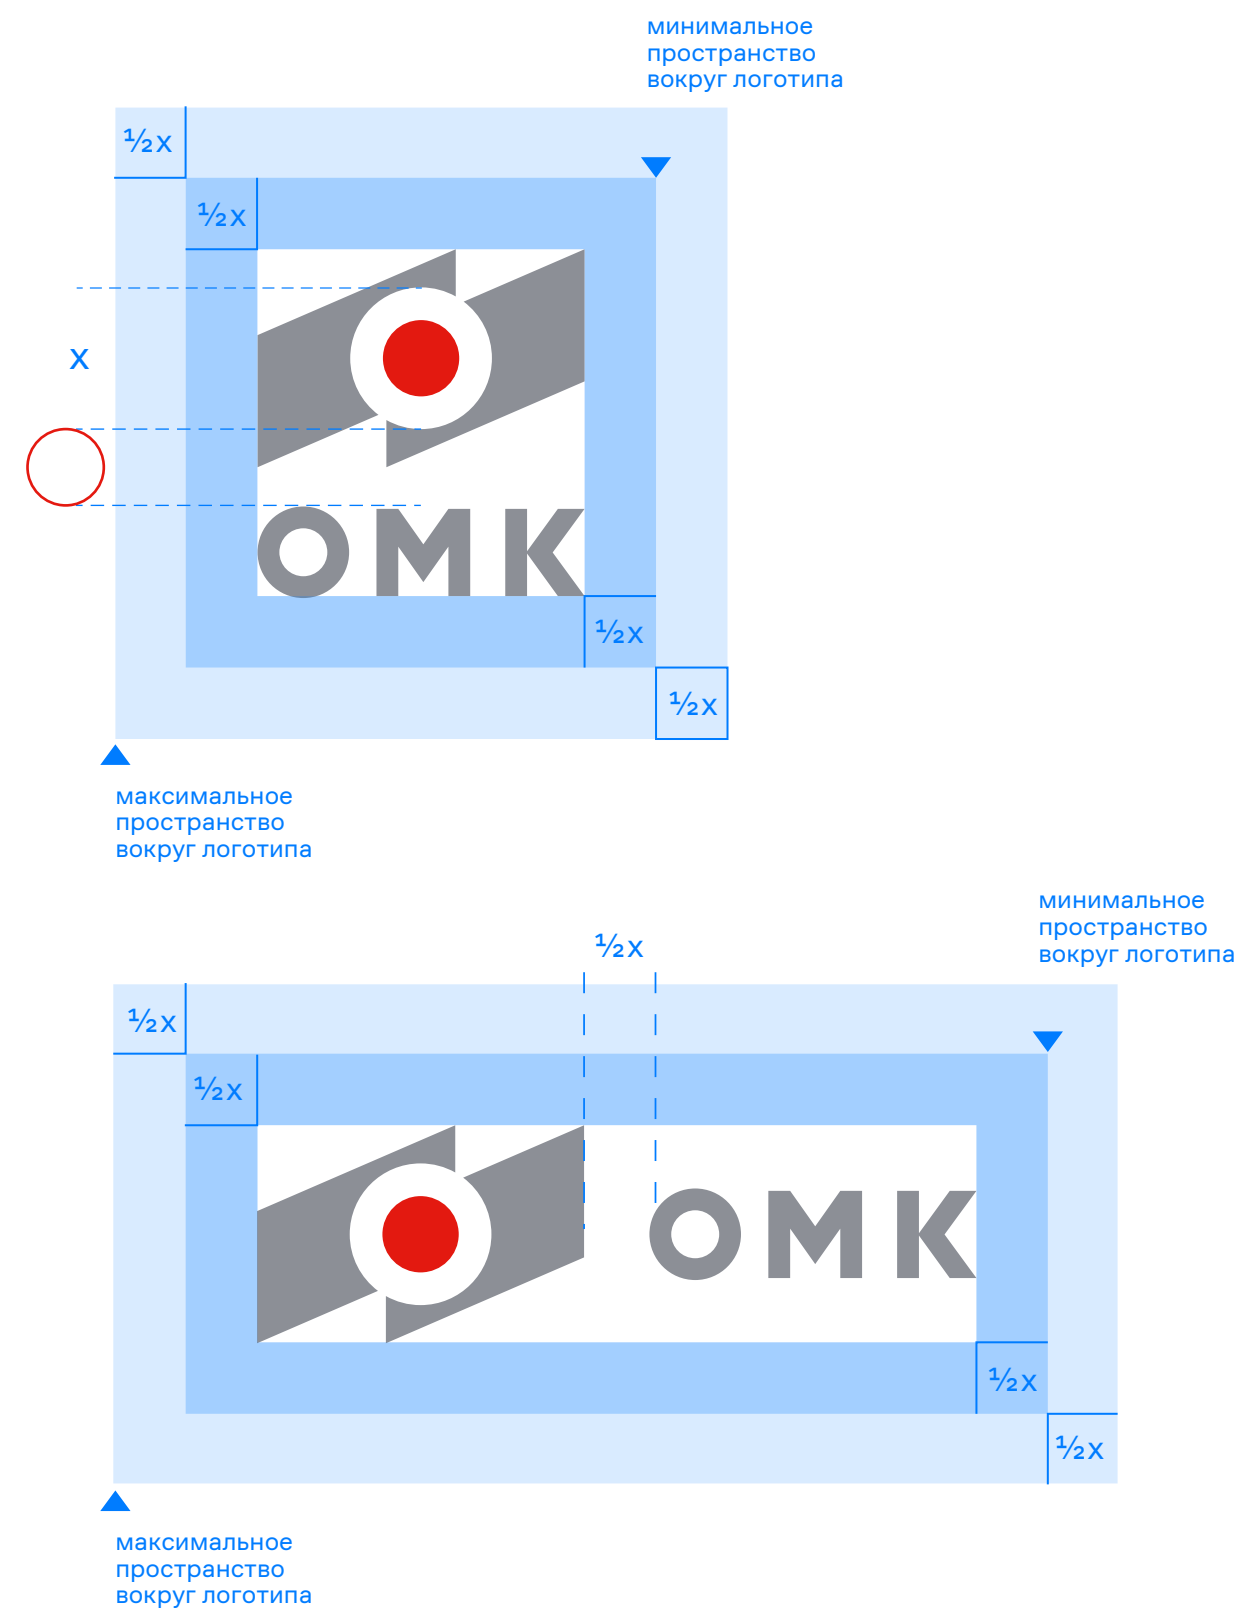 минимальное
пространство
вокруг логотипа
½x
½x
x
ОМК
½x
½x
максимальное
пространство
вокруг логотипа
минимальное
пространство
вокруг логотипа
½x
½x
½x
ОМК
½x
½x
максимальное
пространство
вокруг логотипа